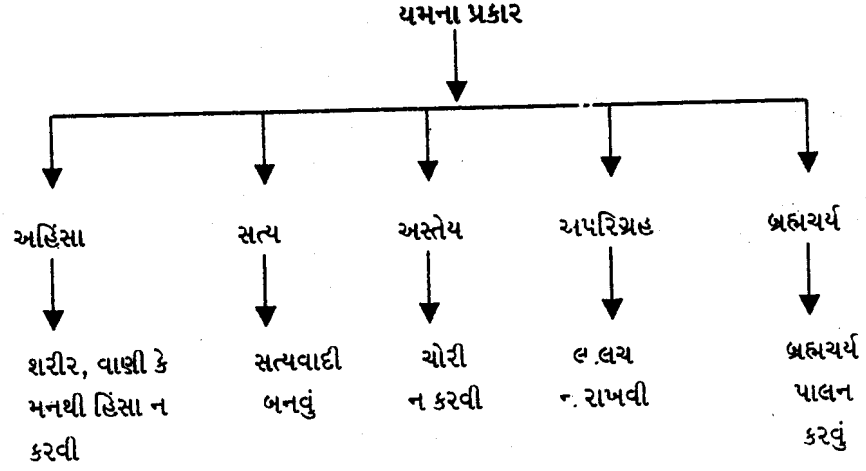 યમના પ્રકાર
અહિંસા
સત્ય
અસ્તેય
અપરિગ્રહ
બ્રહ્મચર્ય
શરીર, વાણી કે
મનથી હિંસા ન
કરવી
સત્યવાદી
બનવું
ચોરી
ન કરવી
લાલચ
ન રાખવી
બ્રહ્મચર્ય
પાલન
કરવું